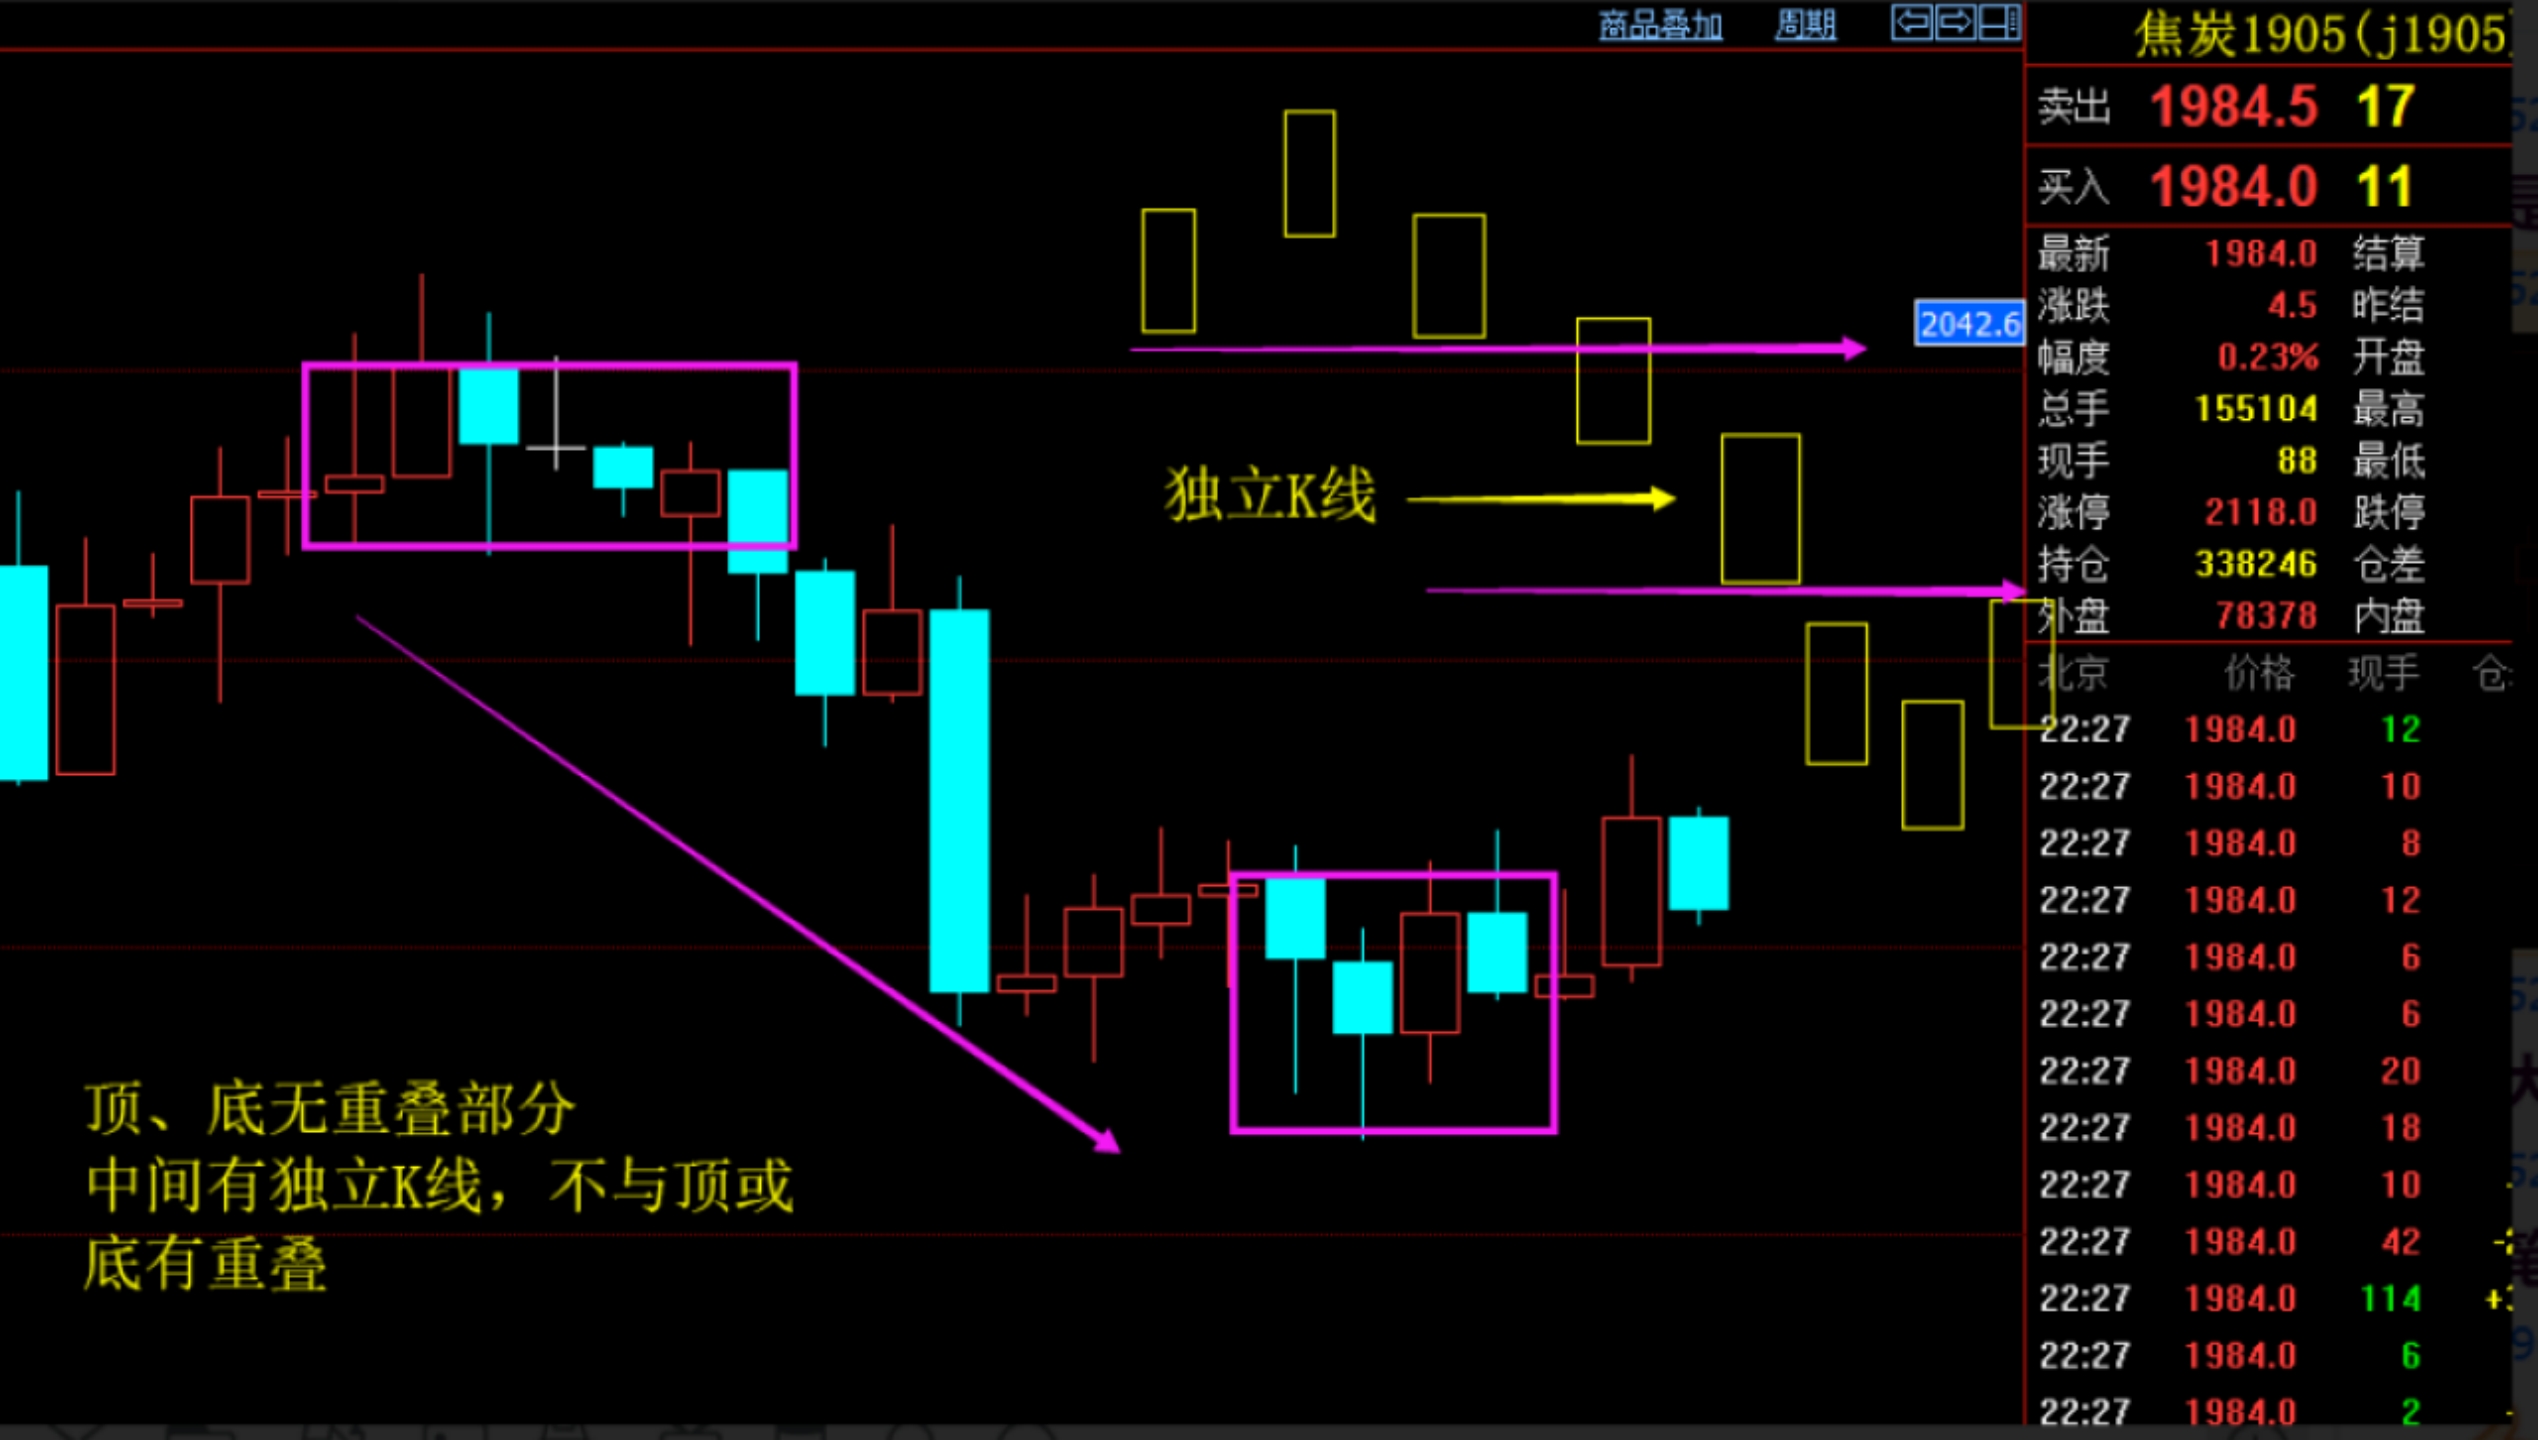 商品叠加 周期
焦炭1905(j1905
卖出 1984.5 17
买入 1984.0 11
最新 1984.0 结算
涨跌 4.5 昨结
幅度 0.23% 开盘
总手 155104 最高
现手 88 最低
涨停 2118.0 跌停
持仓 338246 仓差
外盘 78378 内盘
北京 价格 现手 仓
22:27 1984.0 12
22:27 1984.0 10
22:27 1984.0 8
22:27 1984.0 12
22:27 1984.0 6
22:27 1984.0 6
22:27 1984.0 20
22:27 1984.0 18
22:27 1984.0 10
22:27 1984.0 42
22:27 1984.0 114
22:27 1984.0 6
22:27 1984.0 2
2042.6
独立K线
顶、底无重叠部分
中间有独立K线，不与顶或
底有重叠